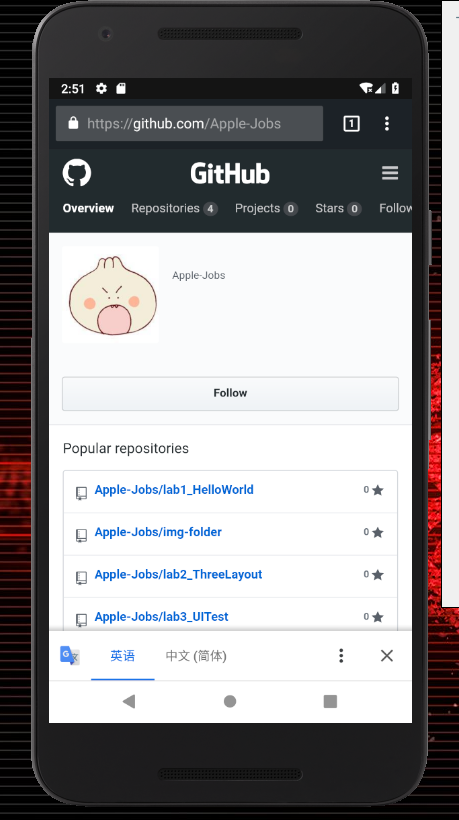 2:51
https://github.com/Apple-Jobs
1
GitHub
Overview Repositories 4 Projects 0 Stars 0 Follow
Apple-Jobs
Follow
Popular repositories
Apple-Jobs/lab1_HelloWorld 0
Apple-Jobs/img-folder 0
Apple-Jobs/lab2_ThreeLayout 0
Apple-Jobs/lab3_UITest 0
G 文 英语 中文 (简体)